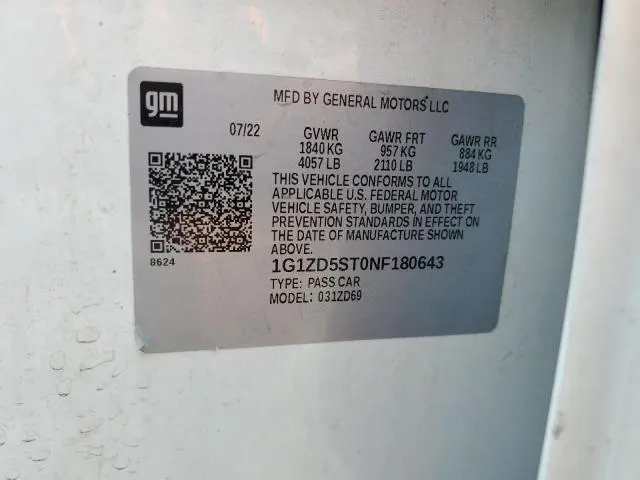 gm
MFD BY GENERAL MOTORS LLC
07/22 GVWR GAWR FRT GAWR RR
1840 KG 957 KG 884 KG
4057 LB 2110 LB 1948 LB
THIS VEHICLE CONFORMS TO ALL
APPLICABLE U.S. FEDERAL MOTOR
VEHICLE SAFETY, BUMPER, AND THEFT
PREVENTION STANDARDS IN EFFECT ON
THE DATE OF MANUFACTURE SHOWN
ABOVE.
8624
1G1ZD5ST0NF180643
TYPE: PASS CAR
MODEL: 031ZD69